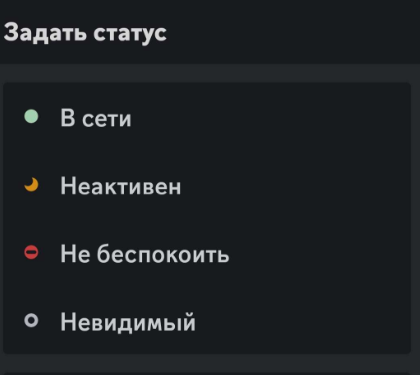 Задать статус
В сети
Неактивен
Не беспокоить
Невидимый